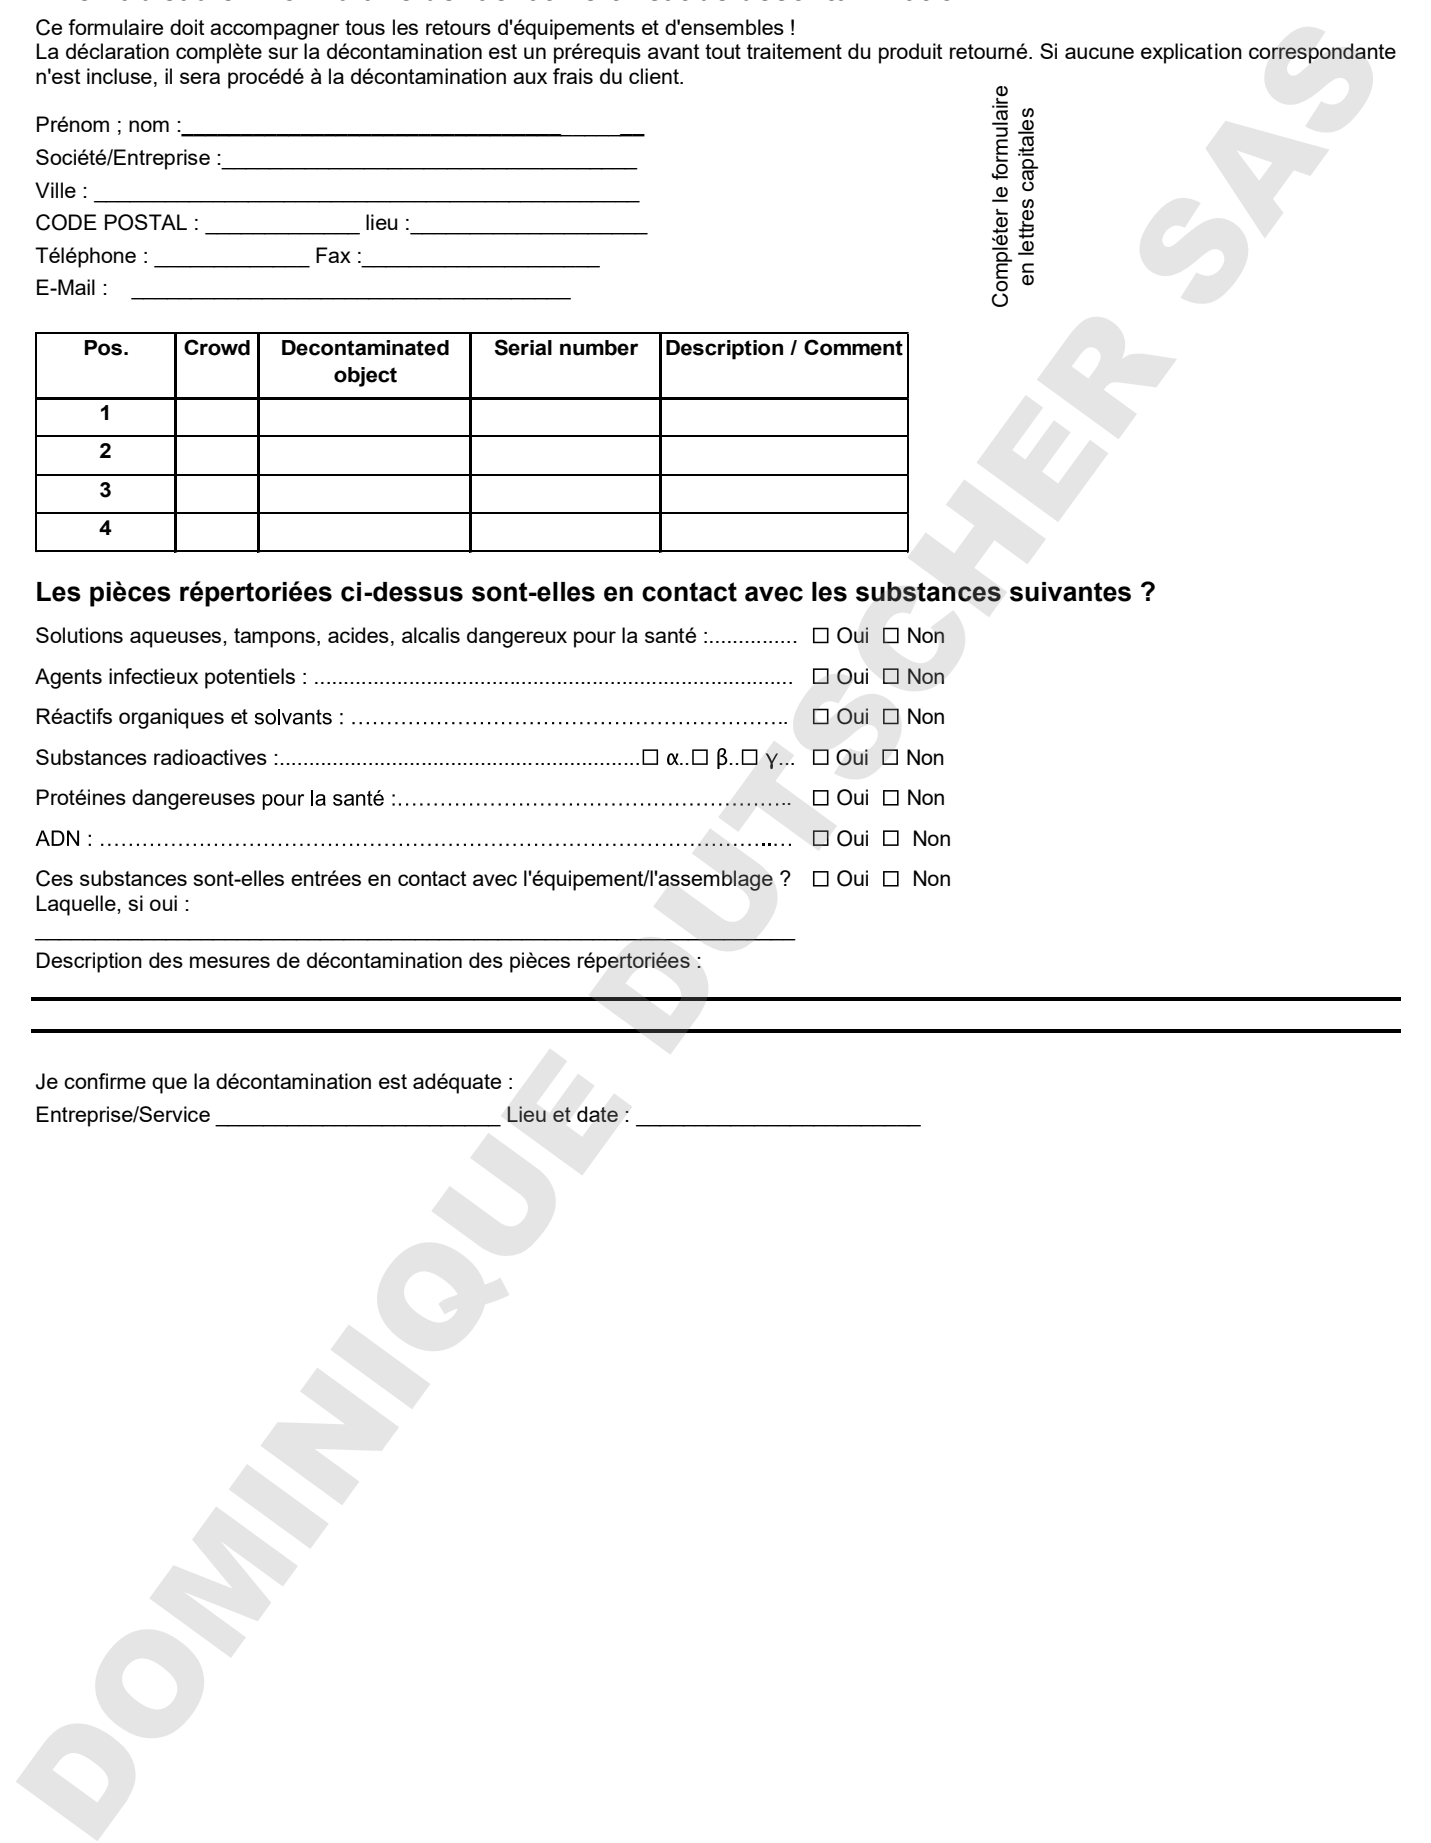 Ce formulaire doit accompagner tous les retours d'équipements et d'ensembles !
La déclaration complète sur la décontamination est un prérequis avant tout traitement du produit retourné. Si aucune explication correspondante
n'est incluse, il sera procédé à la décontamination aux frais du client.
Prénom ; nom :
Société/Entreprise :
Ville :
CODE POSTAL : lieu :
Téléphone : Fax :
E-Mail :
Compléter le formulaire
en lettres capitales
Pos. Crowd Decontaminated object Serial number Description / Comment
1
2
3
4
Les pièces répertoriées ci-dessus sont-elles en contact avec les substances suivantes ?
Solutions aqueuses, tampons, acides, alcalis dangereux pour la santé :............... ☐ Oui ☐ Non
Agents infectieux potentiels : ................................................................................. ☐ Oui ☐ Non
Réactifs organiques et solvants : …………………………………………………….. ☐ Oui ☐ Non
Substances radioactives :.............................................................☐ α..☐ β..☐ γ... ☐ Oui ☐ Non
Protéines dangereuses pour la santé :……………………………………………….. ☐ Oui ☐ Non
ADN : …………………………………………………………………………………..… ☐ Oui ☐ Non
Ces substances sont-elles entrées en contact avec l'équipement/l'assemblage ? ☐ Oui ☐ Non
Laquelle, si oui :
Description des mesures de décontamination des pièces répertoriées :
Je confirme que la décontamination est adéquate :
Entreprise/Service Lieu et date :
DOMINIQUE DUTSCHER SAS